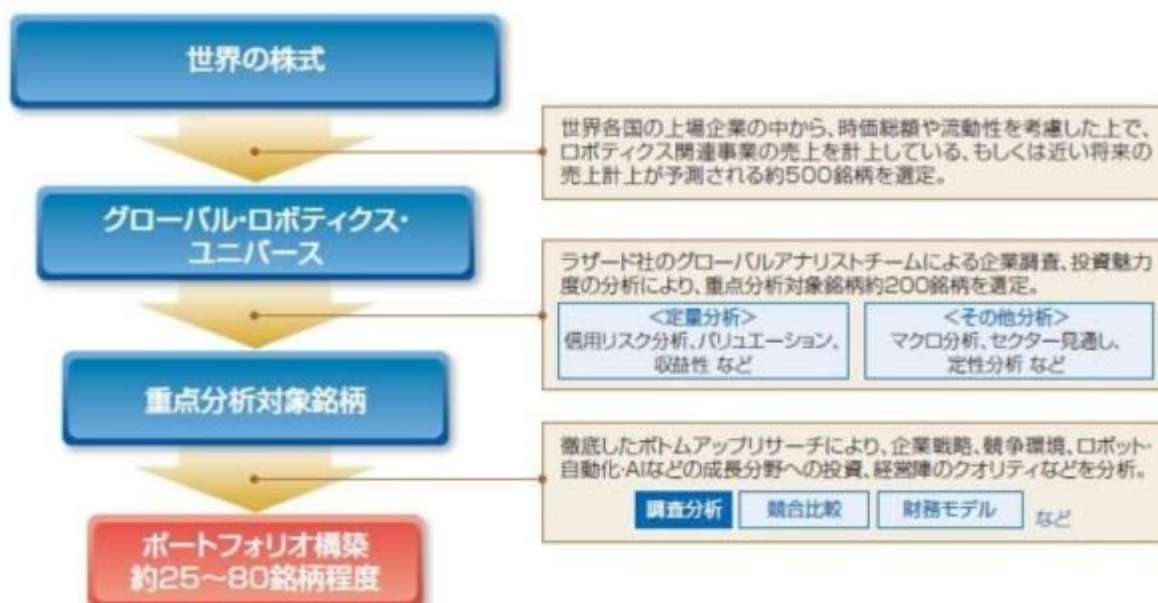 世界の株式
世界各国の上場企業の中から、時価総額や流動性を考慮した上で、
ロボティクス関連事業の売上を計上している、もしくは近い将来の
売上計上が予測される約500銘柄を選定。
グローバル・ロボティクス・
ユニバース
ラザード社のグローバルアナリストチームによる企業調査、投資魅力
度の分析により、重点分析対象銘柄約200銘柄を選定。
<定量分析>
信用リスク分析、バリュエーション、
収益性 など
<その他分析>
マクロ分析、セクター見通し、
定性分析 など
重点分析対象銘柄
徹底したボトムアップリサーチにより、企業戦略、競争環境、ロボット・
自動化・AIなどの成長分野への投資、経営陣のクオリティなどを分析。
調査分析
競合比較
財務モデル
など
ポートフォリオ構築
約25～80銘柄程度